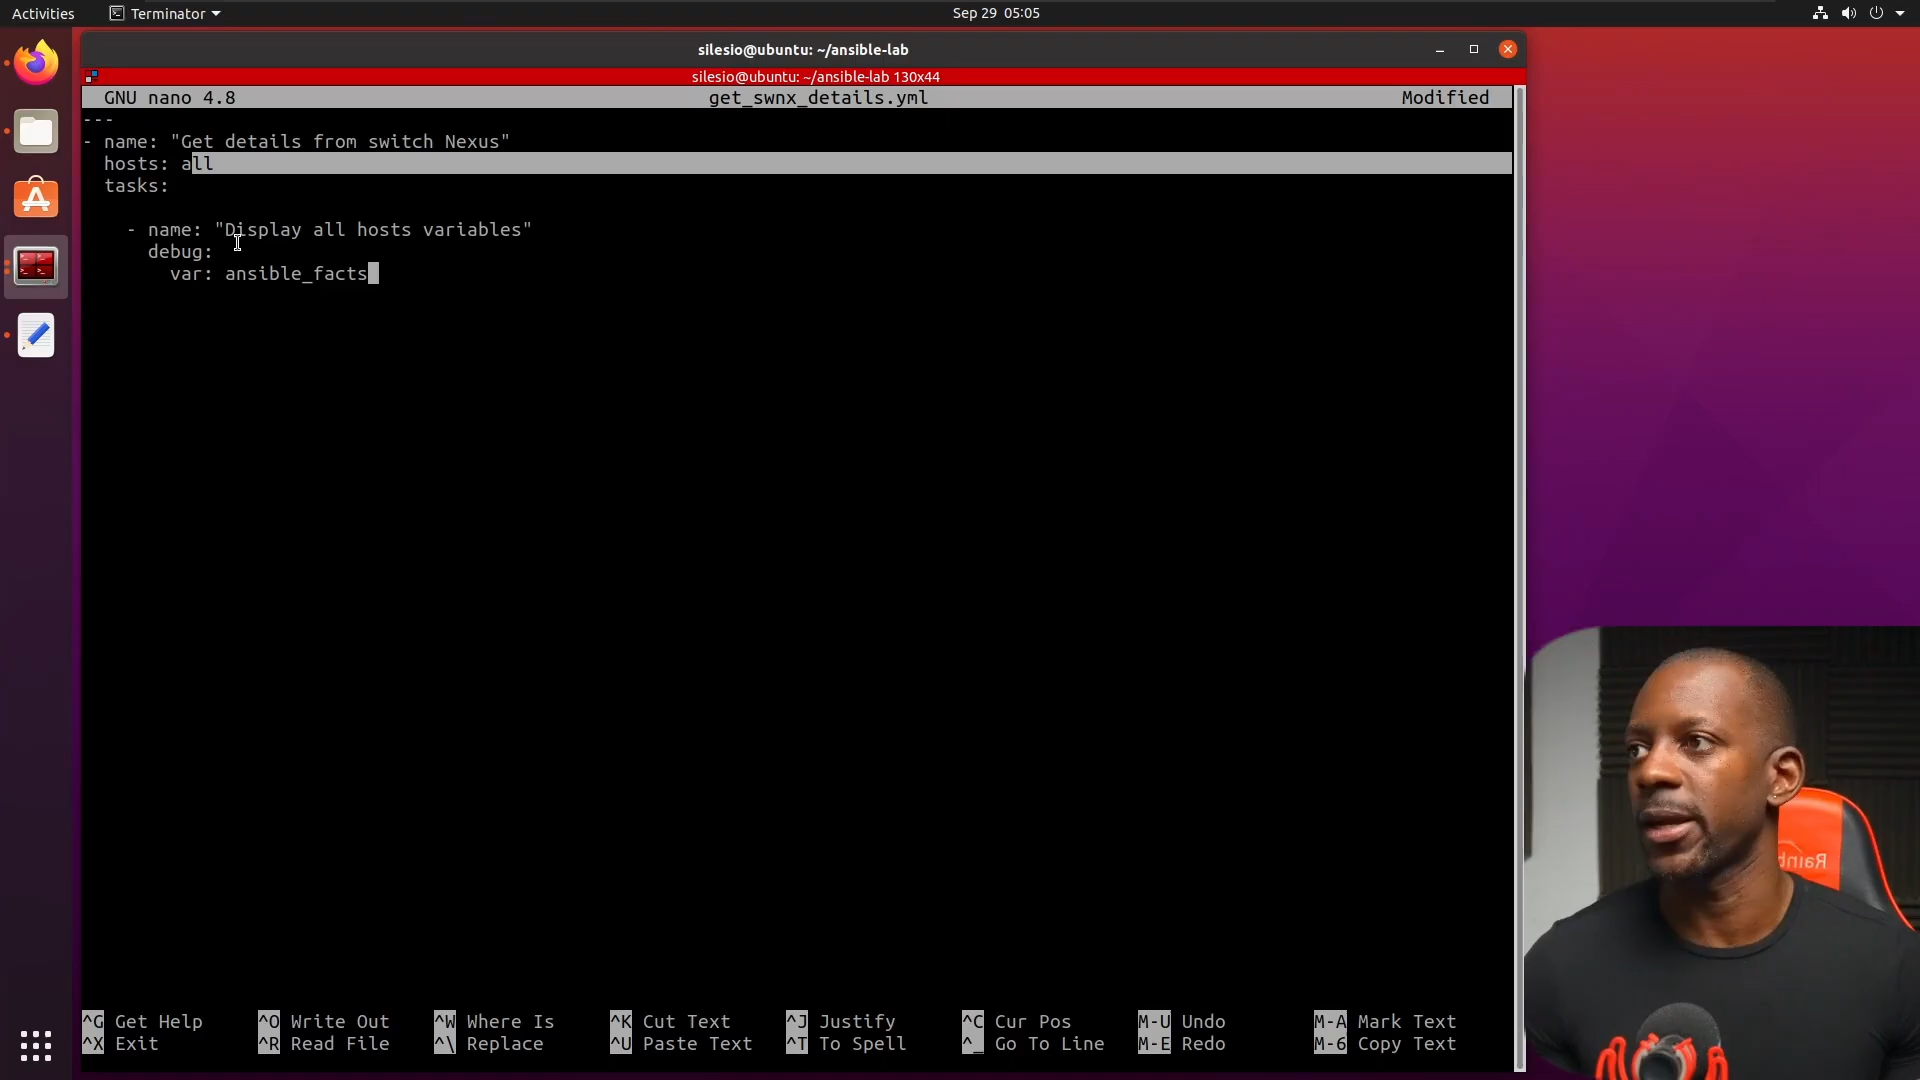 Activities Terminator Sep 29 05:05
silesio@ubuntu: ~/ansible-lab
silesio@ubuntu: ~/ansible-lab 130x44
GNU nano 4.8 get_swnx_details.yml Modified
---
- name: "Get details from switch Nexus"
hosts: all
tasks:
- name: "Display all hosts variables"
debug:
var: ansible_facts
^G Get Help ^O Write Out ^W Where Is ^K Cut Text ^J Justify ^C Cur Pos M-U Undo M-A Mark Text
^X Exit ^R Read File ^\ Replace ^U Paste Text ^T To Spell ^_ Go To Line M-E Redo M-6 Copy Text